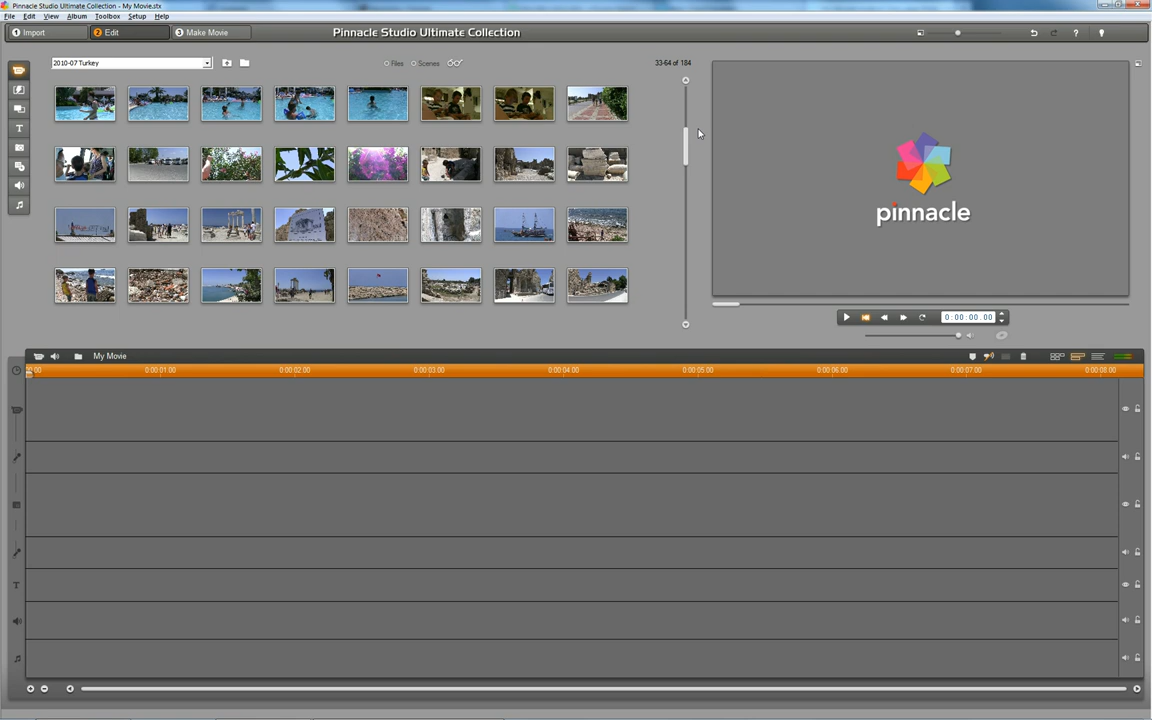 Pinnacle Studio Ultimate Collection - My Movie.stx
File Edit View Album Toolbox Setup Help
1 Import 2 Edit 3 Make Movie Pinnacle Studio Ultimate Collection ?
2010-07 Turkey Files Scenes 33-64 of 184
pinnacle
0:00:00.00
My Movie
0:00:01.00 0:00:02.00 0:00:03.00 0:00:04.00 0:00:05.00 0:00:06.00 0:00:07.00 0:00:08.00
T